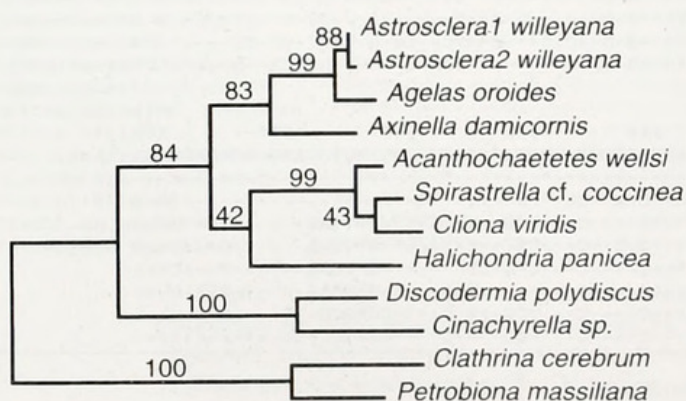 88 Astrosclera1 willeyana
99 Astrosclera2 willeyana
83 Agelas oroides
Axinella damicornis
84 99 Acanthochaetetes wellsi
Spirastrella cf. coccinea
42 43 Cliona viridis
Halichondria panicea
100 Discodermia polydiscus
Cinachyrella sp.
100 Clathrina cerebrum
Petrobiona massiliana